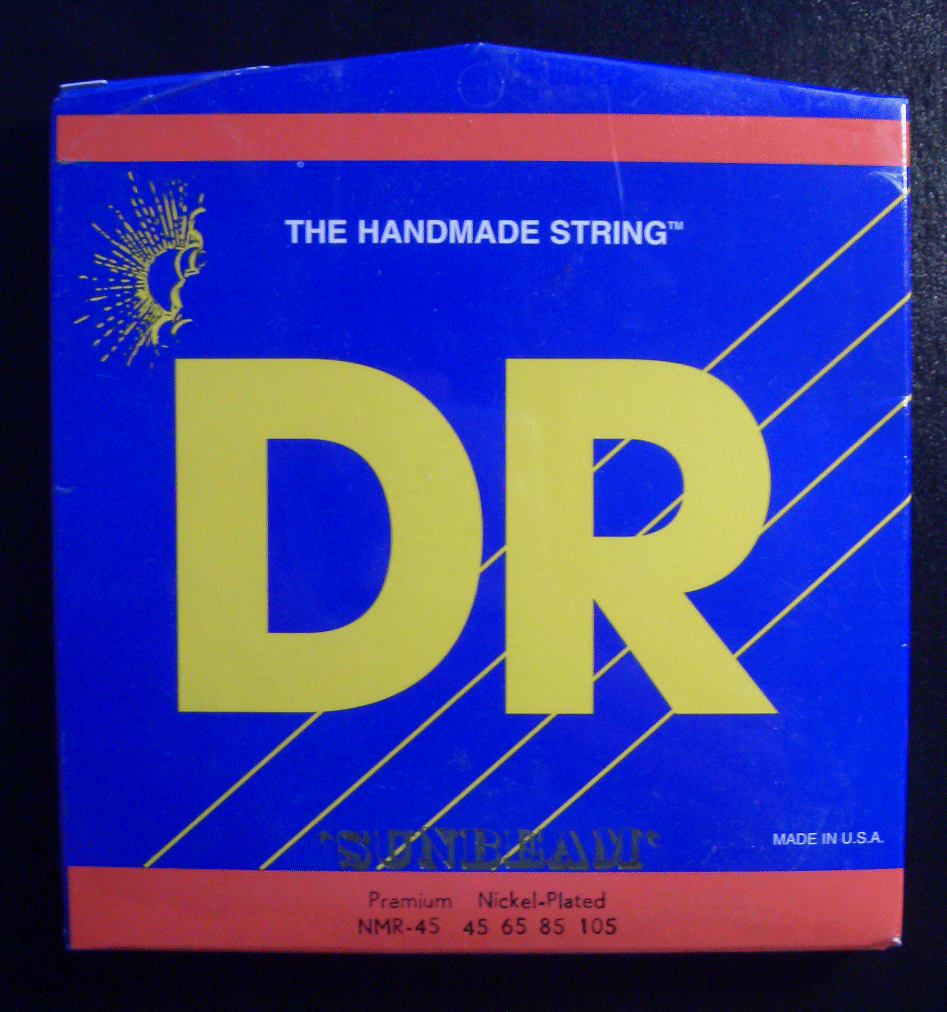 THE HANDMADE STRING™
DR
"SUNBEAM"
MADE IN U.S.A.
Premium Nickel-Plated
NMR-45 45 65 85 105